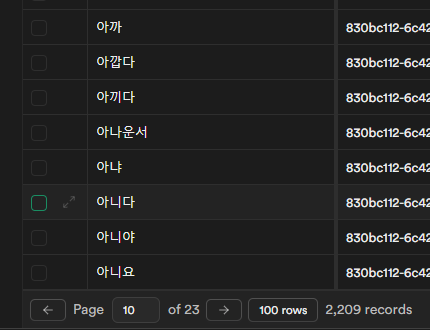 아까 830bc112-6c42
아깝다 830bc112-6c42
아끼다 830bc112-6c42
아나운서 830bc112-6c42
아냐 830bc112-6c42
아니다 830bc112-6c42
아니야 830bc112-6c42
아니요 830bc112-6c42
← Page 10 of 23 → 100 rows 2,209 records